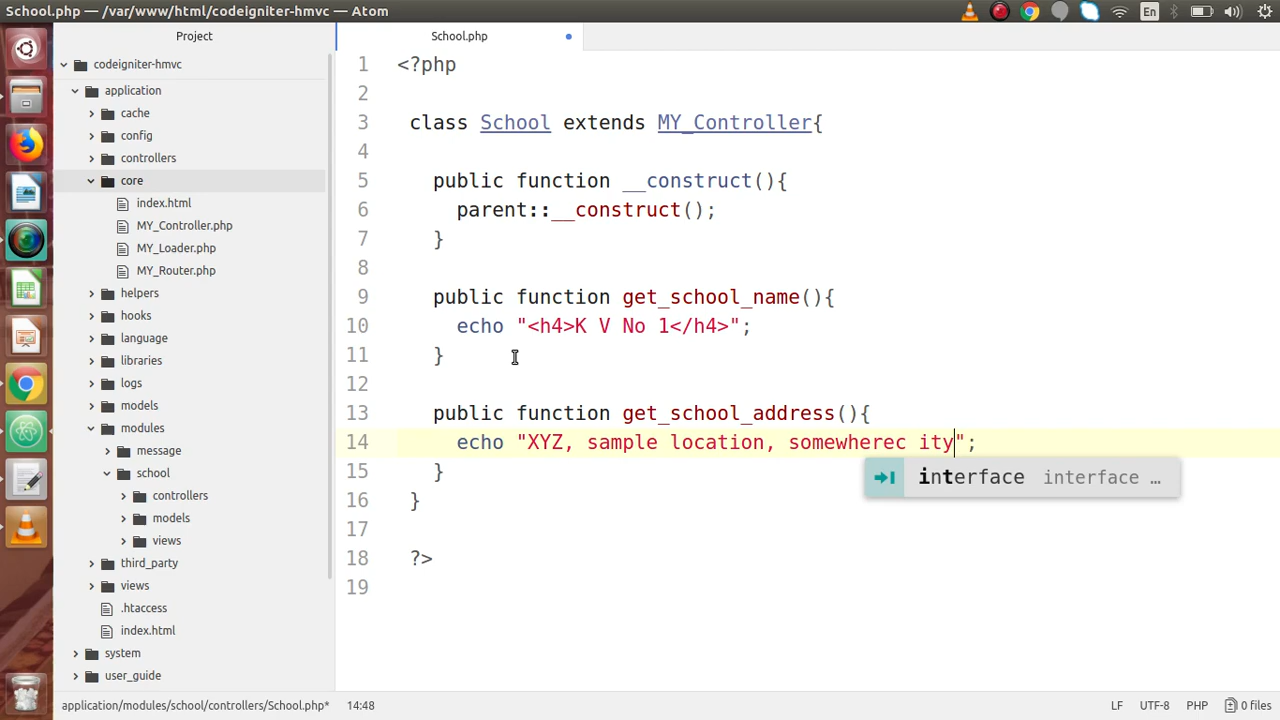 School.php — /var/www/html/codeigniter-hmvc — Atom
En
Project
School.php
codeigniter-hmvc
application
cache
config
controllers
core
index.html
MY_Controller.php
MY_Loader.php
MY_Router.php
helpers
hooks
language
libraries
logs
models
modules
messere
school
controllers
models
views
third_party
views
.htaccess
index.html
system
user_guide
1 <?php
2
3 class School extends MY_Controller{
4
5 public function __construct(){
6 parent::__construct();
7 }
8
9 public function get_school_name(){
10 echo "<h4>K V No 1</h4>";
11 }
12
13 public function get_school_address(){
14 echo "XYZ, sample location, somewherec ity";
interface interface …
15 }
16 }
17
18 ?>
19
application/modules/school/controllers/School.php* 14:48 LF UTF-8 PHP 0 files